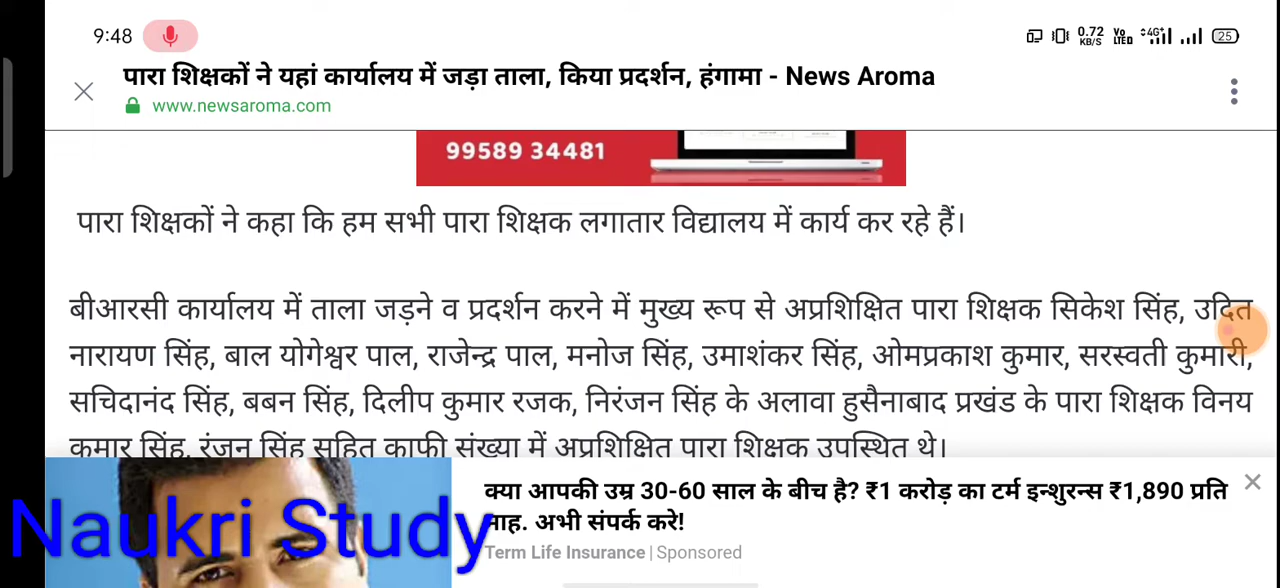 9:48
0.72 KB/S
Vo LTED
4G+
25
पारा शिक्षकों ने यहां कार्यालय में जड़ा ताला, किया प्रदर्शन, हंगामा - News Aroma
www.newsaroma.com
99589 34481
पारा शिक्षकों ने कहा कि हम सभी पारा शिक्षक लगातार विद्यालय में कार्य कर रहे हैं।
बीआरसी कार्यालय में ताला जड़ने व प्रदर्शन करने में मुख्य रूप से अप्रशिक्षित पारा शिक्षक सिकेश सिंह, उदित
नारायण सिंह, बाल योगेश्वर पाल, राजेन्द्र पाल, मनोज सिंह, उमाशंकर सिंह, ओमप्रकाश कुमार, सरस्वती कुमारी,
सचिदानंद सिंह, बबन सिंह, दिलीप कुमार रजक, निरंजन सिंह के अलावा हुसैनाबाद प्रखंड के पारा शिक्षक विनय
कुमार सिंह, रंजन सिंह सहित काफी संख्या में अप्रशिक्षित पारा शिक्षक उपस्थित थे।
क्या आपकी उम्र 30-60 साल के बीच है? ₹1 करोड़ का टर्म इन्शुरन्स ₹1,890 प्रति
माह. अभी संपर्क करे!
Term Life Insurance | Sponsored
Naukri Study